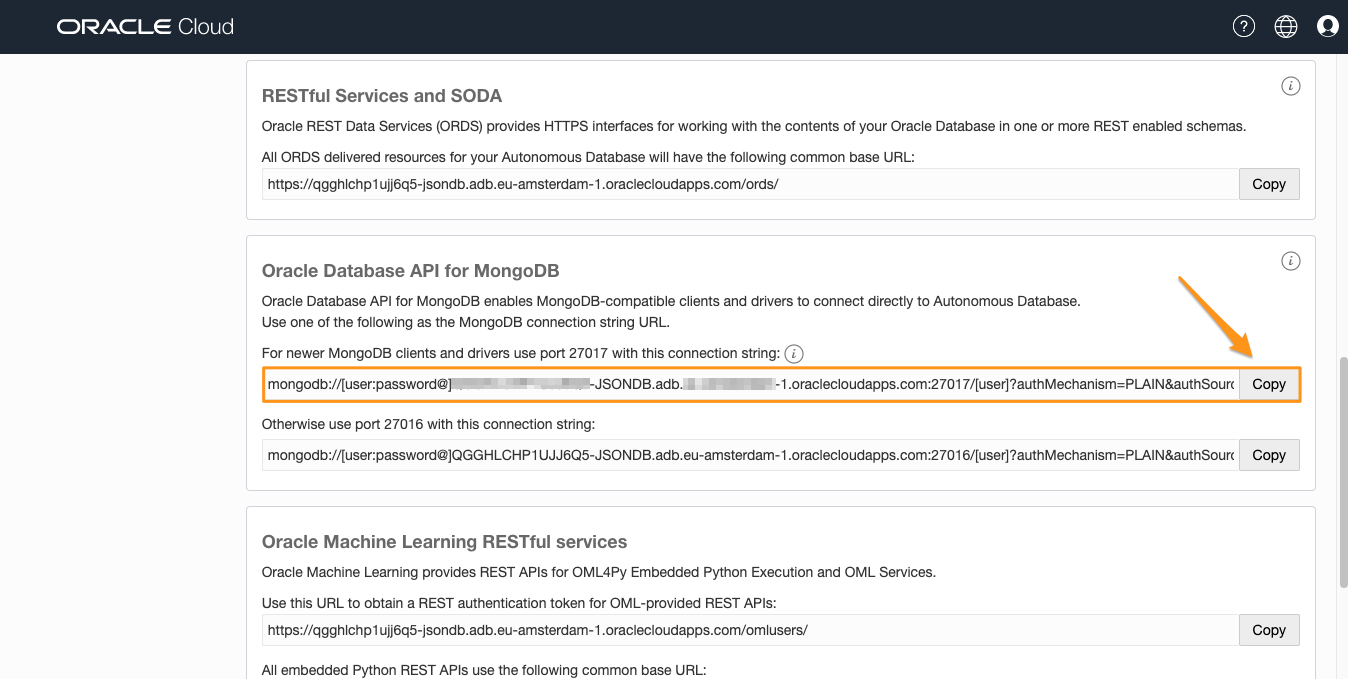 ORACLE Cloud
RESTful Services and SODA
Oracle REST Data Services (ORDS) provides HTTPS interfaces for working with the contents of your Oracle Database in one or more REST enabled schemas.
All ORDS delivered resources for your Autonomous Database will have the following common base URL:
https://qgghlchp1ujj6q5-jsondb.adb.eu-amsterdam-1.oraclecloudapps.com/ords/ Copy
Oracle Database API for MongoDB
Oracle Database API for MongoDB enables MongoDB-compatible clients and drivers to connect directly to Autonomous Database.
Use one of the following as the MongoDB connection string URL.
For newer MongoDB clients and drivers use port 27017 with this connection string:
mongodb://[user:password@] -JSONDB.adb. -1.oraclecloudapps.com:27017/[user]?authMechanism=PLAIN&authSourc Copy
Otherwise use port 27016 with this connection string:
mongodb://[user:password@]QGGHLCHP1UJJ6Q5-JSONDB.adb.eu-amsterdam-1.oraclecloudapps.com:27016/[user]?authMechanism=PLAIN&authSourc Copy
Oracle Machine Learning RESTful services
Oracle Machine Learning provides REST APIs for OML4Py Embedded Python Execution and OML Services.
Use this URL to obtain a REST authentication token for OML-provided REST APIs:
https://qgghlchp1ujj6q5-jsondb.adb.eu-amsterdam-1.oraclecloudapps.com/omlusers/ Copy
All embedded Python REST APIs use the following common base URL: